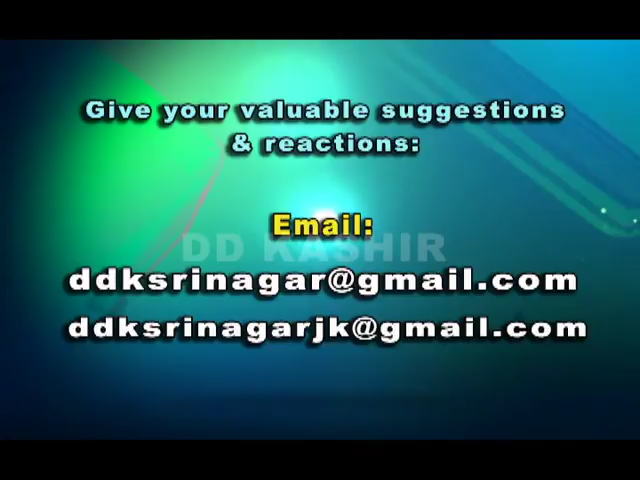 Give your valuable suggestions
& reactions:
Email:
DD KASHIR
ddksrinagar@gmail.com
ddksrinagarjk@gmail.com